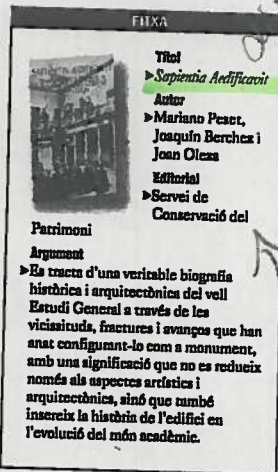 FITXA
Títol
▶Sapientia Aedificavit
Autor
▶Mariano Peset,
Joaquín Berchez i
Joan Oleza
Editorial
▶Servei de
Conservació del
Patrimoni
Argument
▶Es tracta d'una veritable biografia
històrica i arquitectònica del vell
Estudi General a través de les
vicissituds, fractures i avanços que han
anat configurant-lo com a monument,
amb una significació que no es redueix
només als aspectes artístics i
arquitectònics, sinó que també
insereix la història de l'edifici en
l'evolució del món acadèmic.